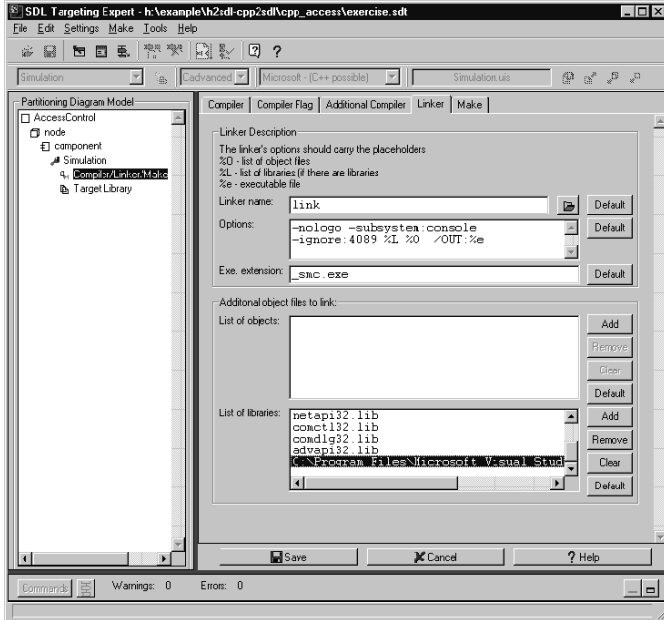 SDL Targeting Expert - h:\example\h2sdl-cpp2sdl\cpp_access\exercise.sdt
File Edit Settings Make Tools Help
Simulation Cadvanced Microsoft - (C++ possible) Simulation.uis
Partitioning Diagram Model
AccessControl
node
component
Simulation
Compiler/Linker/Make
Target Library
Compiler Compiler Flag Additional Compiler Linker Make
Linker Description
The linker's options should carry the placeholders
%O - list of object files
%L - list of libraries (if there are libraries
%e - executable file
Linker name: link Default
Options: -nologo -subsystem:console Default
-ignore:4089 %L %O /OUT:%e
Exe. extension: _smc.exe Default
Additonal object files to link:
List of objects: Add
Remove
Clear
Default
List of libraries: netapi32.lib Add
comctl32.lib
comdlg32.lib Remove
advapi32.lib
C:\Program Files\Microsoft Visual Stud Clear
Default
Save Cancel Help
Commands Warnings: 0 Errors: 0